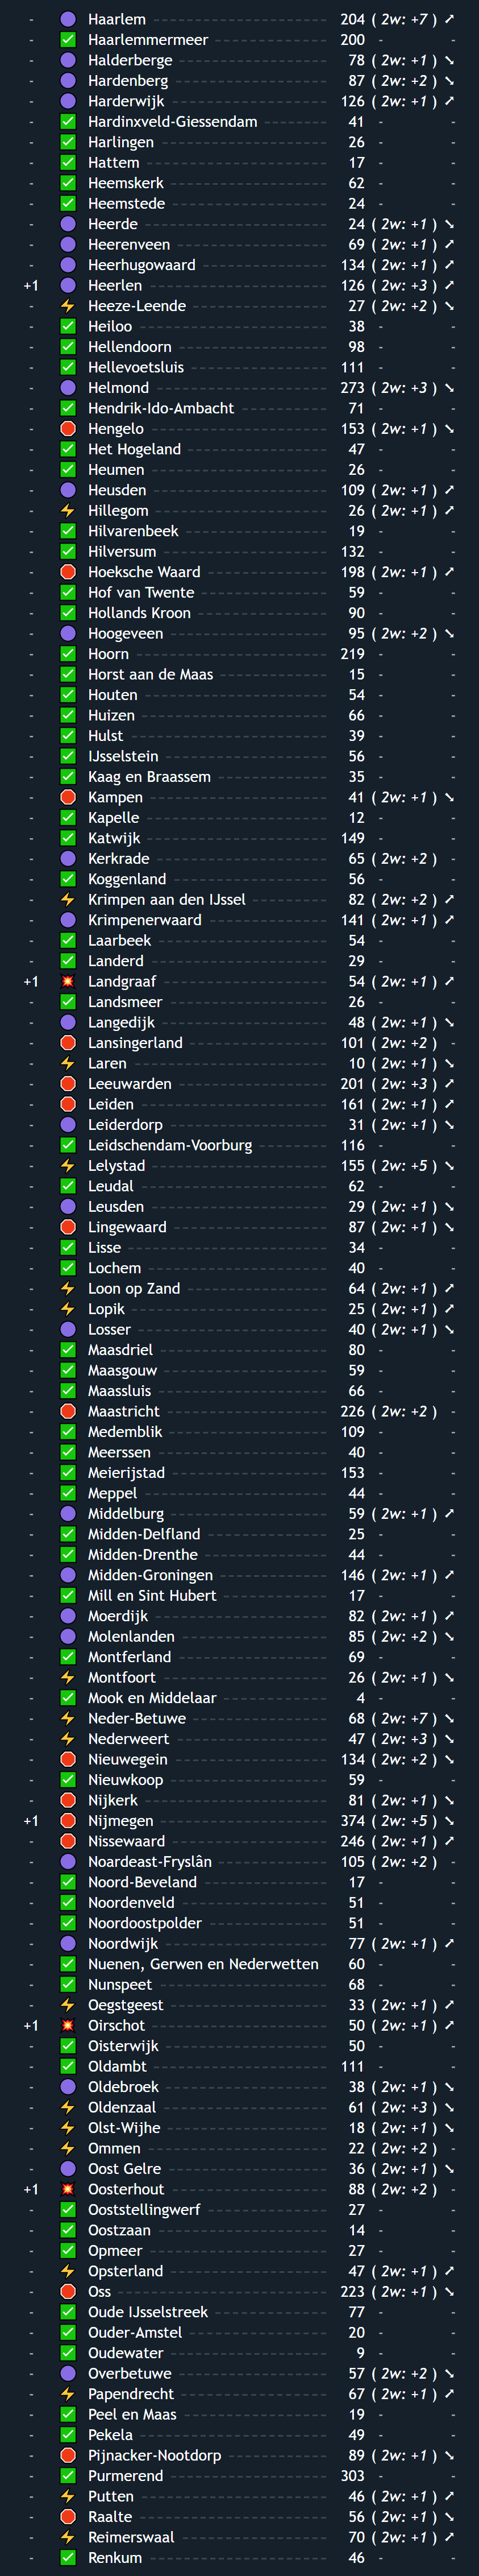 - Haarlem 204 ( 2w: +7 ) ↗
- ✅ Haarlemmermeer 200 - -
- Halderberge 78 ( 2w: +1 ) ↘
- Hardenberg 87 ( 2w: +2 ) ↘
- Harderwijk 126 ( 2w: +1 ) ↗
- ✅ Hardinxveld-Giessendam 41 - -
- ✅ Harlingen 26 - -
- ✅ Hattem 17 - -
- ✅ Heemskerk 62 - -
- ✅ Heemstede 24 - -
- Heerde 24 ( 2w: +1 ) ↘
- Heerenveen 69 ( 2w: +1 ) ↗
- Heerhugowaard 134 ( 2w: +1 ) ↗
+1 Heerlen 126 ( 2w: +3 ) ↗
- ⚡ Heeze-Leende 27 ( 2w: +2 ) ↘
- ✅ Heiloo 38 - -
- ✅ Hellendoorn 98 - -
- ✅ Hellevoetsluis 111 - -
- Helmond 273 ( 2w: +3 ) ↘
- ✅ Hendrik-Ido-Ambacht 71 - -
- Hengelo 153 ( 2w: +1 ) ↘
- ✅ Het Hogeland 47 - -
- ✅ Heumen 26 - -
- Heusden 109 ( 2w: +1 ) ↗
- ⚡ Hillegom 26 ( 2w: +1 ) ↗
- ✅ Hilvarenbeek 19 - -
- ✅ Hilversum 132 - -
- Hoeksche Waard 198 ( 2w: +1 ) ↗
- ✅ Hof van Twente 59 - -
- ✅ Hollands Kroon 90 - -
- Hoogeveen 95 ( 2w: +2 ) ↘
- ✅ Hoorn 219 - -
- ✅ Horst aan de Maas 15 - -
- ✅ Houten 54 - -
- ✅ Huizen 66 - -
- ✅ Hulst 39 - -
- ✅ IJsselstein 56 - -
- ✅ Kaag en Braassem 35 - -
- Kampen 41 ( 2w: +1 ) ↘
- ✅ Kapelle 12 - -
- ✅ Katwijk 149 - -
- Kerkrade 65 ( 2w: +2 ) -
- ✅ Koggenland 56 - -
- ⚡ Krimpen aan den IJssel 82 ( 2w: +2 ) ↗
- Krimpenerwaard 141 ( 2w: +1 ) ↗
- ✅ Laarbeek 54 - -
- ✅ Landerd 29 - -
+1 Landgraaf 54 ( 2w: +1 ) ↗
- ✅ Landsmeer 26 - -
- Langedijk 48 ( 2w: +1 ) ↘
- Lansingerland 101 ( 2w: +2 ) -
- ⚡ Laren 10 ( 2w: +1 ) ↘
- Leeuwarden 201 ( 2w: +3 ) ↗
- Leiden 161 ( 2w: +1 ) ↗
- Leiderdorp 31 ( 2w: +1 ) ↘
- ✅ Leidschendam-Voorburg 116 - -
- ⚡ Lelystad 155 ( 2w: +5 ) ↘
- ✅ Leudal 62 - -
- Leusden 29 ( 2w: +1 ) ↘
- Lingewaard 87 ( 2w: +1 ) ↘
- ✅ Lisse 34 - -
- ✅ Lochem 40 - -
- ⚡ Loon op Zand 64 ( 2w: +1 ) ↗
- ⚡ Lopik 25 ( 2w: +1 ) ↗
- Losser 40 ( 2w: +1 ) ↘
- ✅ Maasdriel 80 - -
- ✅ Maasgouw 59 - -
- ✅ Maassluis 66 - -
- Maastricht 226 ( 2w: +2 ) -
- ✅ Medemblik 109 - -
- ✅ Meerssen 40 - -
- ✅ Meierijstad 153 - -
- ✅ Meppel 44 - -
- Middelburg 59 ( 2w: +1 ) ↗
- ✅ Midden-Delfland 25 - -
- ✅ Midden-Drenthe 44 - -
- Midden-Groningen 146 ( 2w: +1 ) ↗
- ✅ Mill en Sint Hubert 17 - -
- Moerdijk 82 ( 2w: +1 ) ↗
- Molenlanden 85 ( 2w: +2 ) ↘
- ✅ Montferland 69 - -
- ⚡ Montfoort 26 ( 2w: +1 ) ↘
- ✅ Mook en Middelaar 4 - -
- ⚡ Neder-Betuwe 68 ( 2w: +7 ) ↘
- ⚡ Nederweert 47 ( 2w: +3 ) ↘
- Nieuwegein 134 ( 2w: +2 ) ↘
- ✅ Nieuwkoop 59 - -
- Nijkerk 81 ( 2w: +1 ) ↘
+1 Nijmegen 374 ( 2w: +5 ) ↘
- Nissewaard 246 ( 2w: +1 ) ↗
- Noardeast-Fryslân 105 ( 2w: +2 ) -
- ✅ Noord-Beveland 17 - -
- ✅ Noordenveld 51 - -
- ✅ Noordoostpolder 51 - -
- Noordwijk 77 ( 2w: +1 ) ↗
- ✅ Nuenen, Gerwen en Nederwetten 60 - -
- ✅ Nunspeet 68 - -
- ⚡ Oegstgeest 33 ( 2w: +1 ) ↗
+1 Oirschot 50 ( 2w: +1 ) ↗
- ✅ Oisterwijk 50 - -
- ✅ Oldambt 111 - -
- Oldebroek 38 ( 2w: +1 ) ↘
- ⚡ Oldenzaal 61 ( 2w: +3 ) ↘
- ⚡ Olst-Wijhe 18 ( 2w: +1 ) ↘
- ⚡ Ommen 22 ( 2w: +2 ) -
- Oost Gelre 36 ( 2w: +1 ) ↘
+1 Oosterhout 88 ( 2w: +2 ) -
- ✅ Ooststellingwerf 27 - -
- ✅ Oostzaan 14 - -
- ✅ Opmeer 27 - -
- ⚡ Opsterland 47 ( 2w: +1 ) ↗
- Oss 223 ( 2w: +1 ) ↘
- ✅ Oude IJsselstreek 77 - -
- ✅ Ouder-Amstel 20 - -
- ✅ Oudewater 9 - -
- Overbetuwe 57 ( 2w: +2 ) ↘
- ⚡ Papendrecht 67 ( 2w: +1 ) ↗
- ✅ Peel en Maas 19 - -
- ✅ Pekela 49 - -
- Pijnacker-Nootdorp 89 ( 2w: +1 ) ↘
- ✅ Purmerend 303 - -
- ⚡ Putten 46 ( 2w: +1 ) ↗
- Raalte 56 ( 2w: +1 ) ↘
- ⚡ Reimerswaal 70 ( 2w: +1 ) ↗
- ✅ Renkum 46 - -